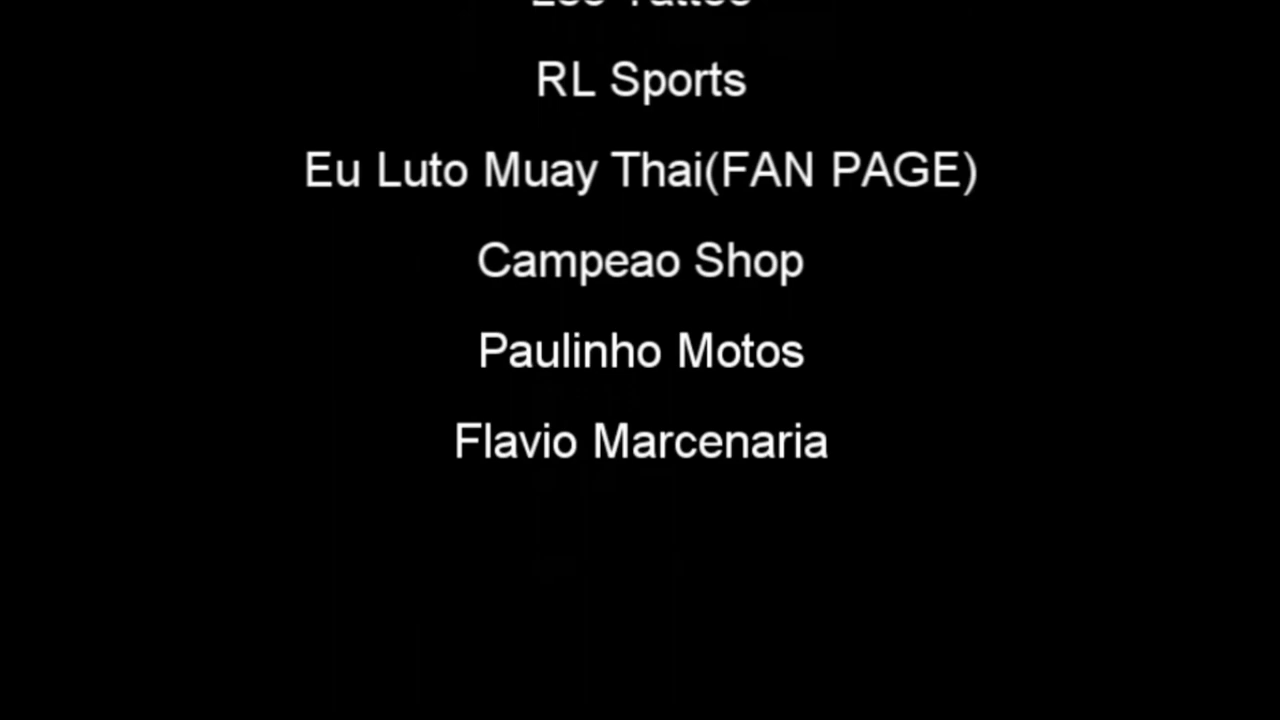 RL Sports
Eu Luto Muay Thai(FAN PAGE)
Campeao Shop
Paulinho Motos
Flavio Marcenaria